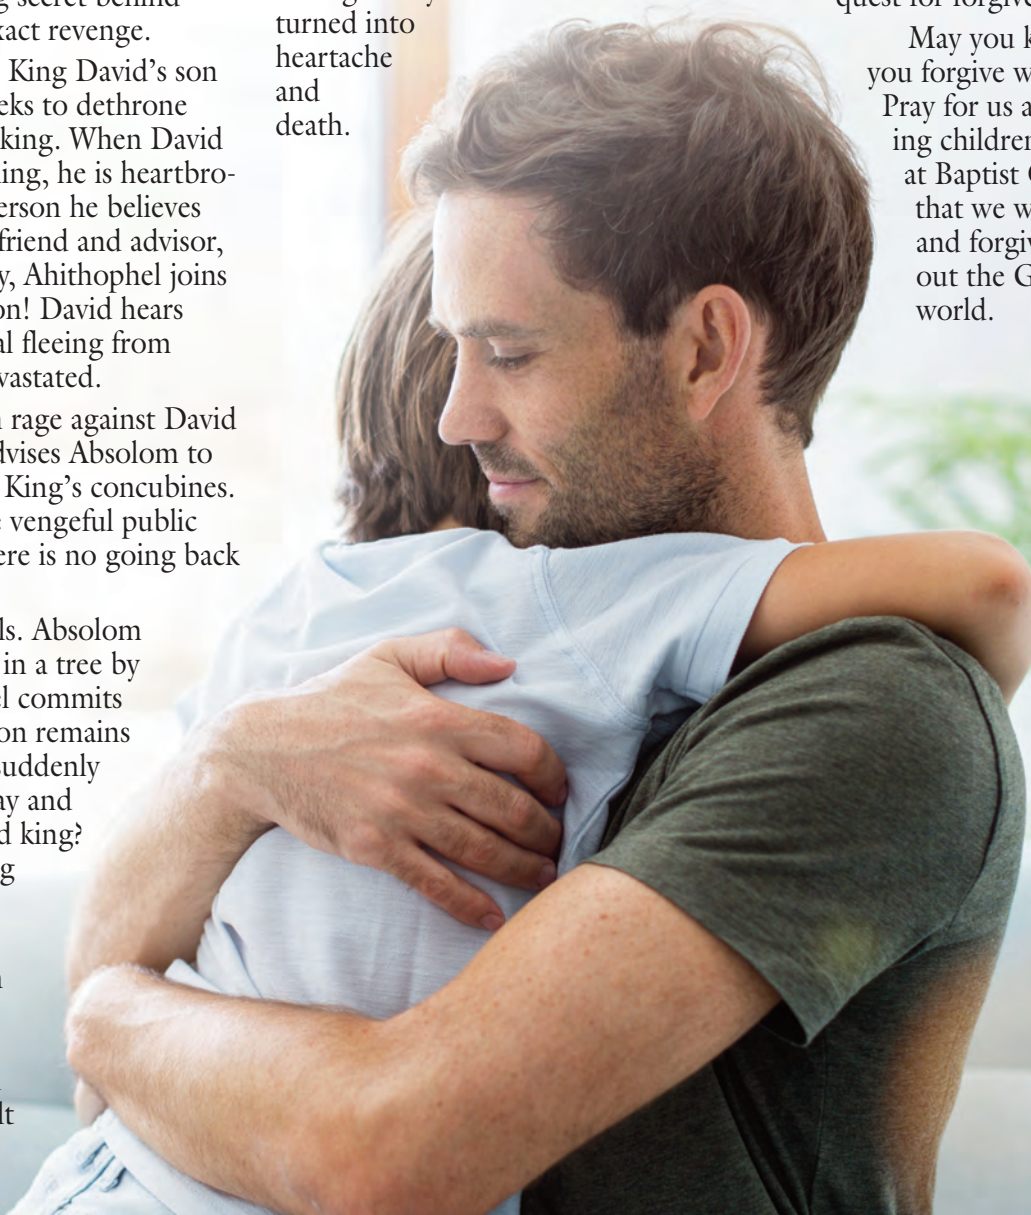 secret behind
xact revenge.
King David’s son
eks to dethrone
king. When David
ing, he is heartbro-
erson he believes
friend and advisor,
y, Ahithophel joins
on! David hears
al fleeing from
vastated.
rage against David
dvises Absolom to
King’s concubines.
vengeful public
ere is no going back
ls. Absolom
in a tree by
el commits
on remains
suddenly
ay and
d king?
g
lt
turned into
heartache
and
death.
quest for forgive
May you k
you forgive w
Pray for us a
ing children
at Baptist
that we w
and forgiv
out the G
world.